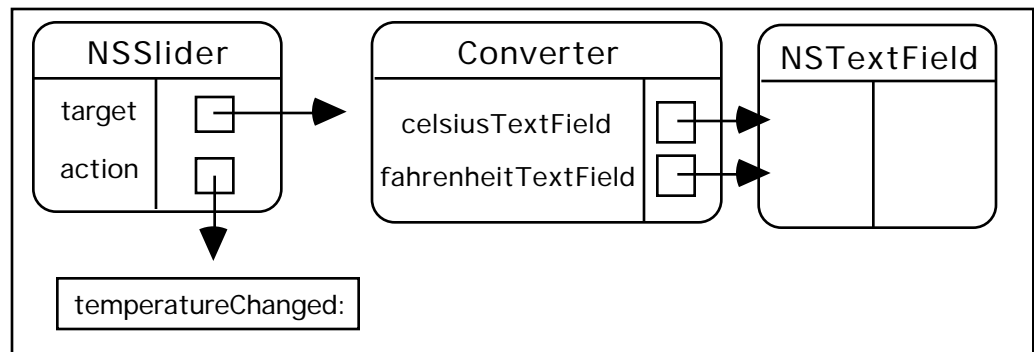 NSSlider
target
action
temperatureChanged:
Converter
celsiusTextField
fahrenheitTextField
NSTextField